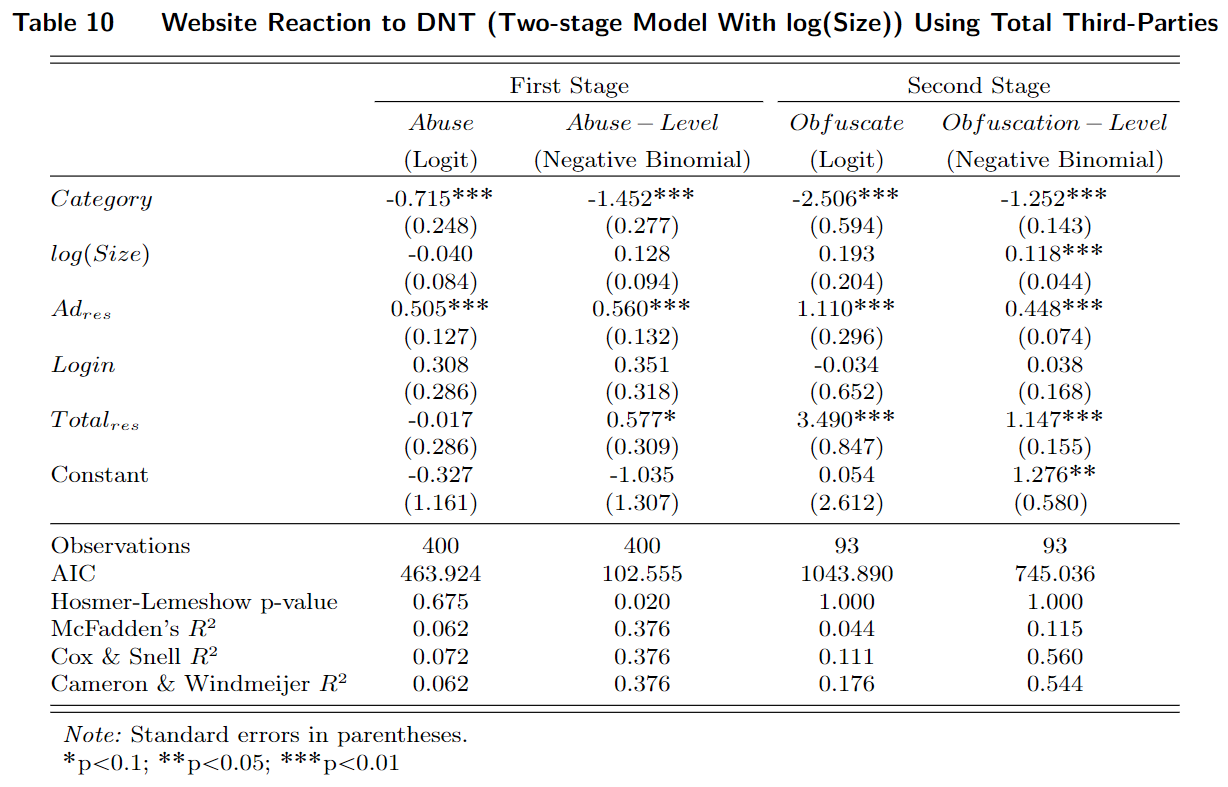 Table 10 Website Reaction to DNT (Two-stage Model With log(Size)) Using Total Third-Parties
First Stage Second Stage
Abuse Abuse − Level Obfuscate Obfuscation − Level
(Logit) (Negative Binomial) (Logit) (Negative Binomial)
Category -0.715*** -1.452*** -2.506*** -1.252***
(0.248) (0.277) (0.594) (0.143)
log(Size) -0.040 0.128 0.193 0.118***
(0.084) (0.094) (0.204) (0.044)
Ad_res 0.505*** 0.560*** 1.110*** 0.448***
(0.127) (0.132) (0.296) (0.074)
Login 0.308 0.351 -0.034 0.038
(0.286) (0.318) (0.652) (0.168)
Total_res -0.017 0.577* 3.490*** 1.147***
(0.286) (0.309) (0.847) (0.155)
Constant -0.327 -1.035 0.054 1.276**
(1.161) (1.307) (2.612) (0.580)
Observations 400 400 93 93
AIC 463.924 102.555 1043.890 745.036
Hosmer-Lemeshow p-value 0.675 0.020 1.000 1.000
McFadden's R² 0.062 0.376 0.044 0.115
Cox & Snell R² 0.072 0.376 0.111 0.560
Cameron & Windmeijer R² 0.062 0.376 0.176 0.544
Note: Standard errors in parentheses.
*p<0.1; **p<0.05; ***p<0.01